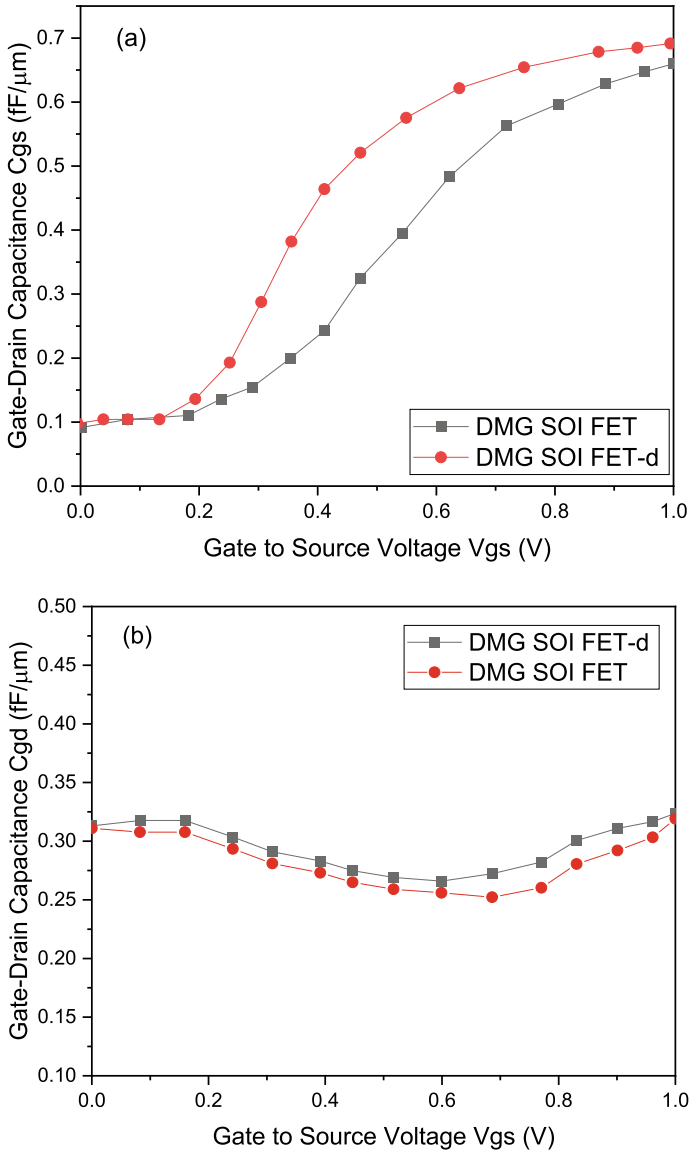 (a)
Gate-Drain Capacitance Cgs (fF/μm)
0.7
0.6
0.5
0.4
0.3
0.2
0.1
0.0
DMG SOI FET
DMG SOI FET-d
0.0 0.2 0.4 0.6 0.8 1.0
Gate to Source Voltage Vgs (V)
(b)
Gate-Drain Capacitance Cgd (fF/μm)
0.50
0.45
0.40
0.35
0.30
0.25
0.20
0.15
0.10
DMG SOI FET-d
DMG SOI FET
0.0 0.2 0.4 0.6 0.8 1.0
Gate to Source Voltage Vgs (V)